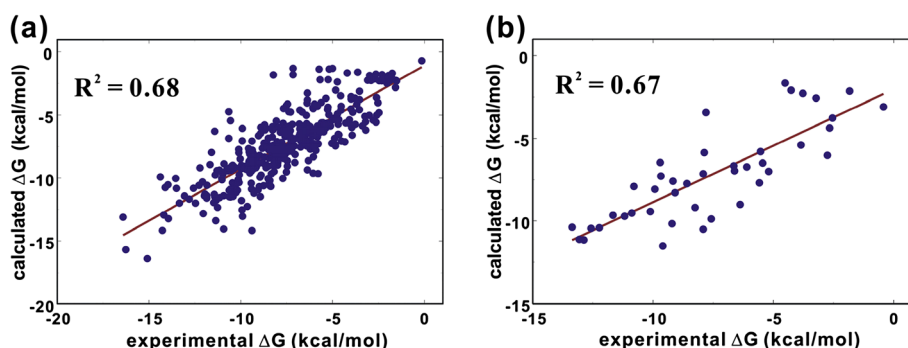 (a)
calculated ΔG (kcal/mol)
0
-5
-10
-15
-20
R² = 0.68
-20 -15 -10 -5 0
experimental ΔG (kcal/mol)
(b)
calculated ΔG (kcal/mol)
0
-5
-10
-15
R² = 0.67
-15 -10 -5 0
experimental ΔG (kcal/mol)